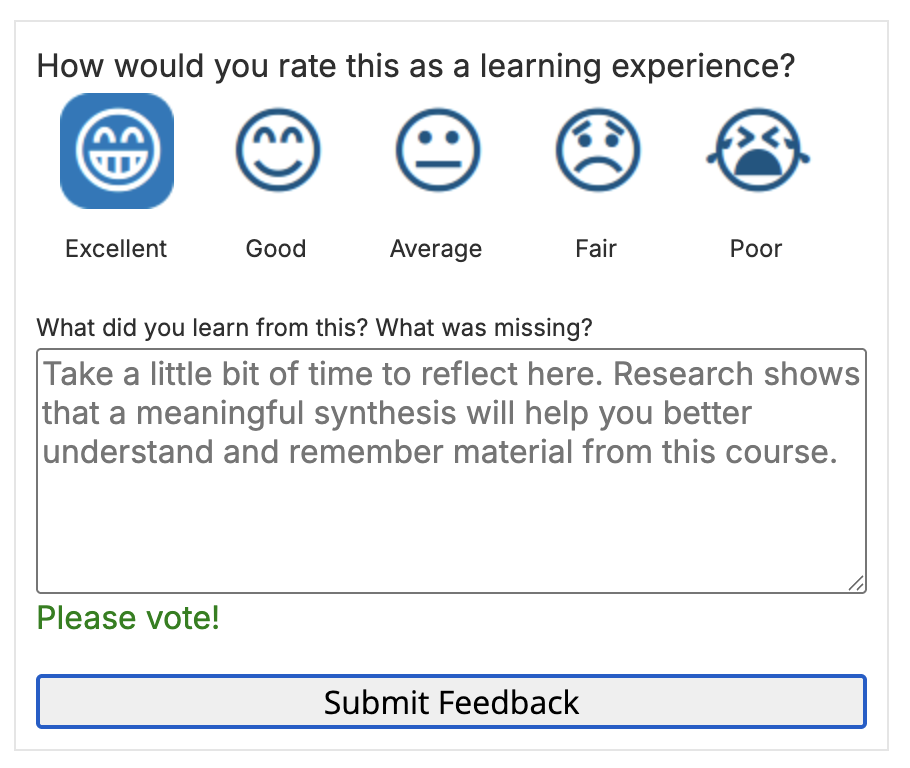 How would you rate this as a learning experience?
Excellent Good Average Fair Poor
What did you learn from this? What was missing?
Take a little bit of time to reflect here. Research shows
that a meaningful synthesis will help you better
understand and remember material from this course.
Please vote!
Submit Feedback